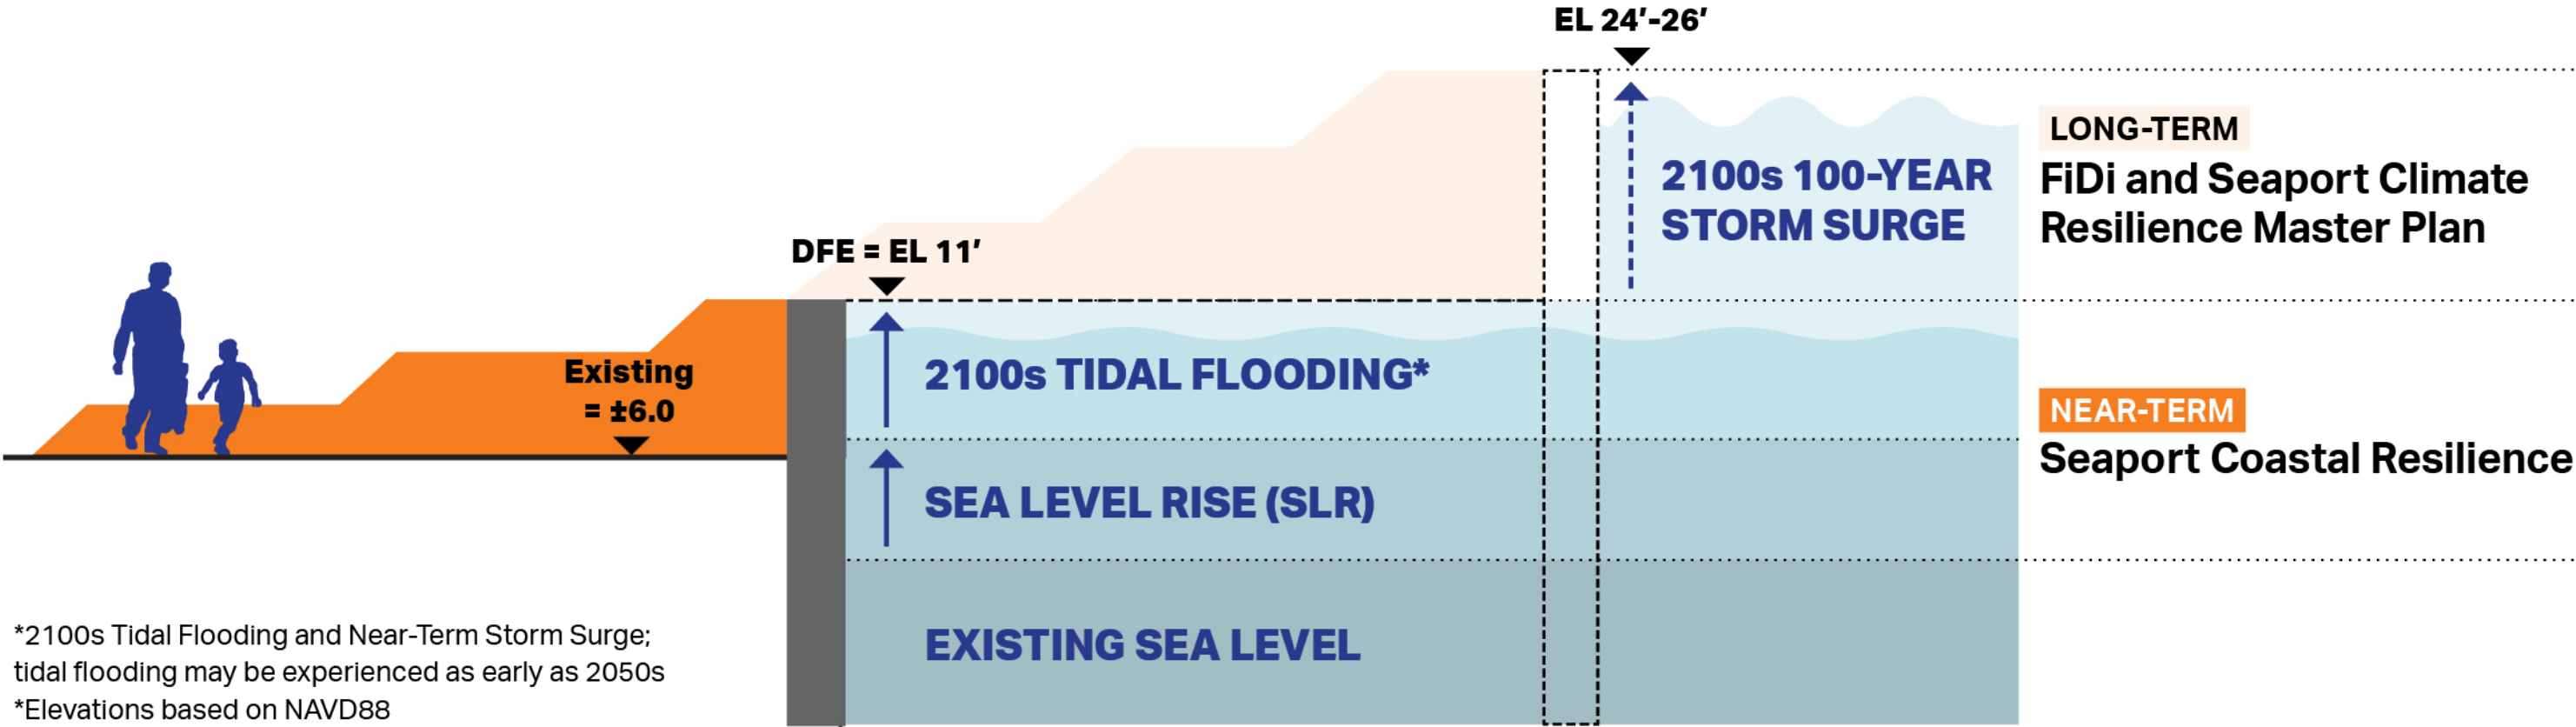 EL 24′-26′
LONG-TERM
FiDi and Seaport Climate
Resilience Master Plan
2100s 100-YEAR
STORM SURGE
DFE = EL 11′
Existing
= ±6.0
2100s TIDAL FLOODING*
NEAR-TERM
Seaport Coastal Resilience
SEA LEVEL RISE (SLR)
EXISTING SEA LEVEL
*2100s Tidal Flooding and Near-Term Storm Surge;
tidal flooding may be experienced as early as 2050s
*Elevations based on NAVD88